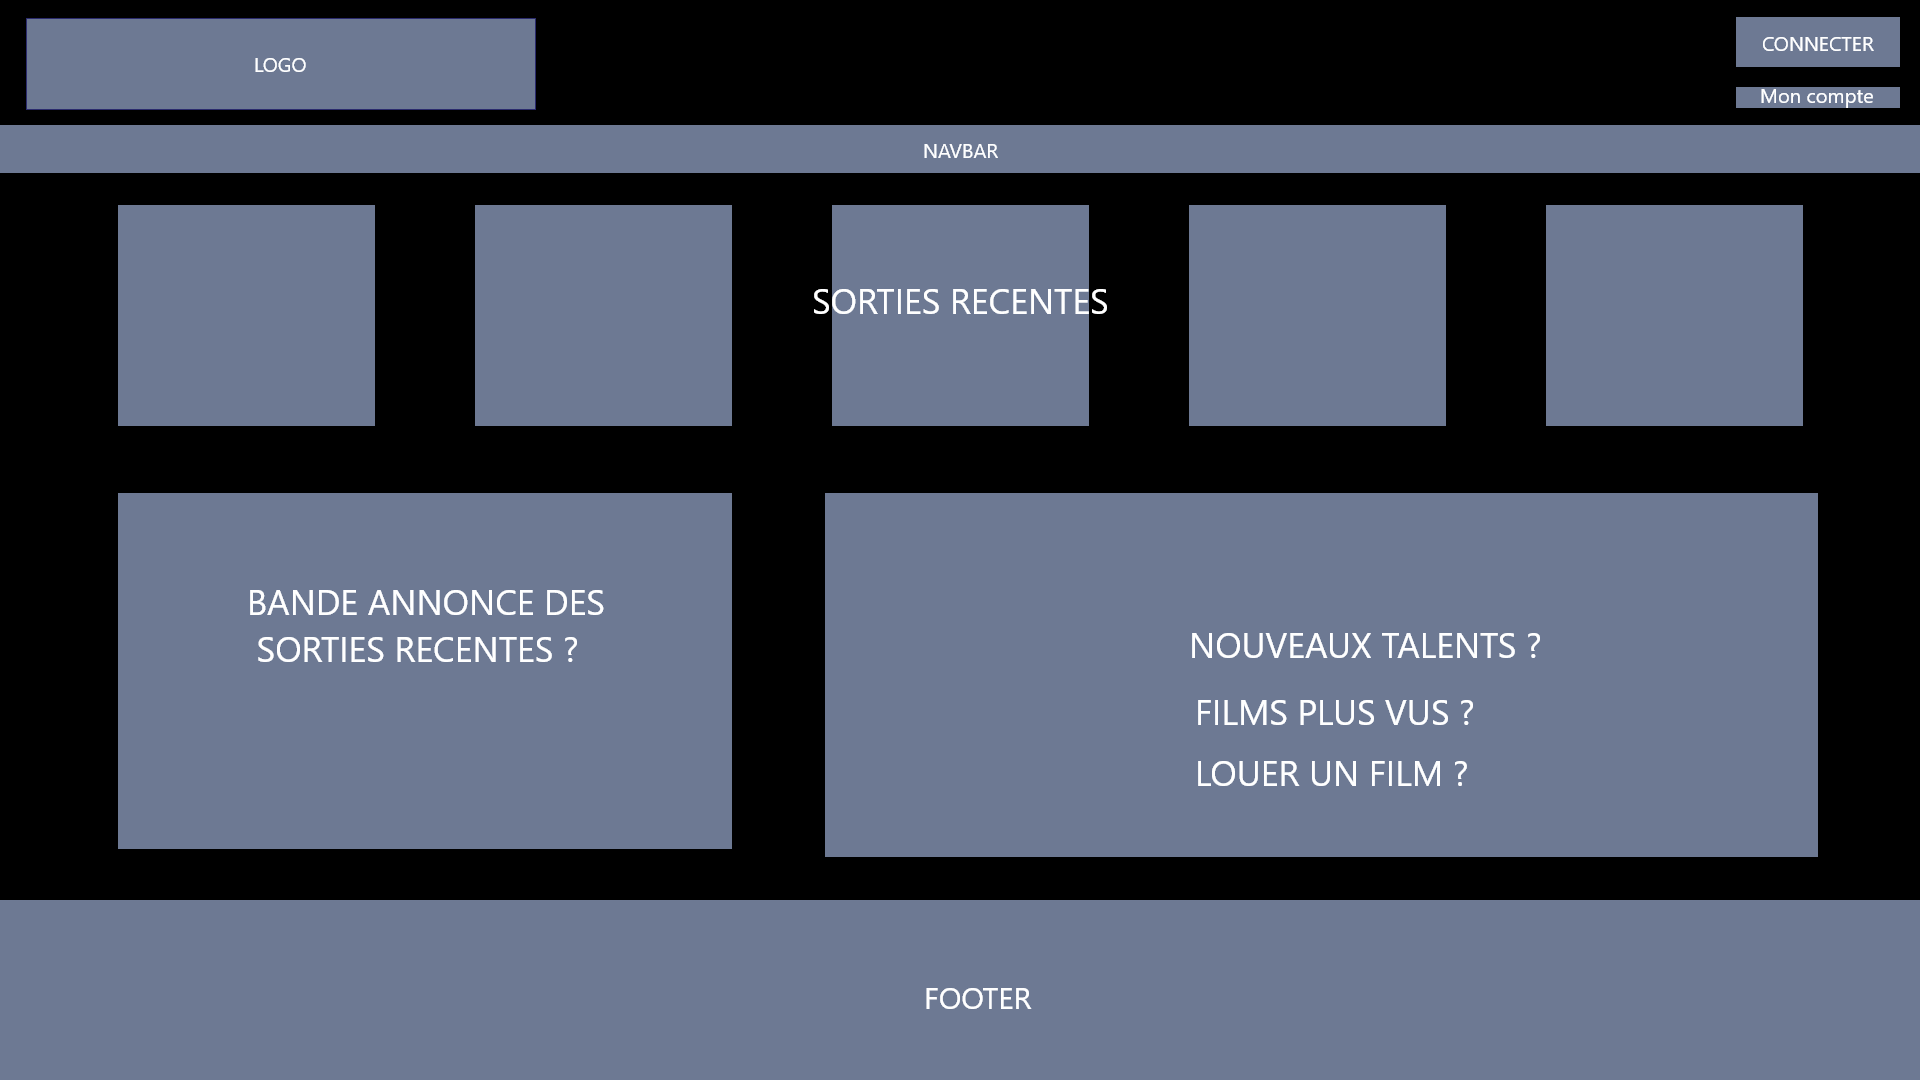 LOGO
CONNECTER
Mon compte
NAVBAR
SORTIES RECENTES
BANDE ANNONCE DES
SORTIES RECENTES ?
NOUVEAUX TALENTS ?
FILMS PLUS VUS ?
LOUER UN FILM ?
FOOTER